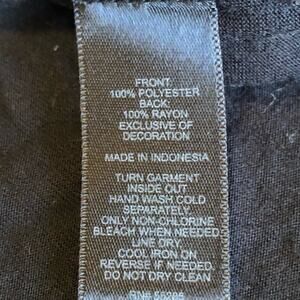 FRONT:
100% POLYESTER
BACK:
100% RAYON
EXCLUSIVE OF
DECORATION
MADE IN INDONESIA
TURN GARMENT
INSIDE OUT
HAND WASH COLD
SEPARATELY
ONLY NON-CHLORINE
BLEACH WHEN NEEDED
LINE DRY
COOL IRON ON
REVERSE IF NEEDED.
DO NOT DRY CLEAN